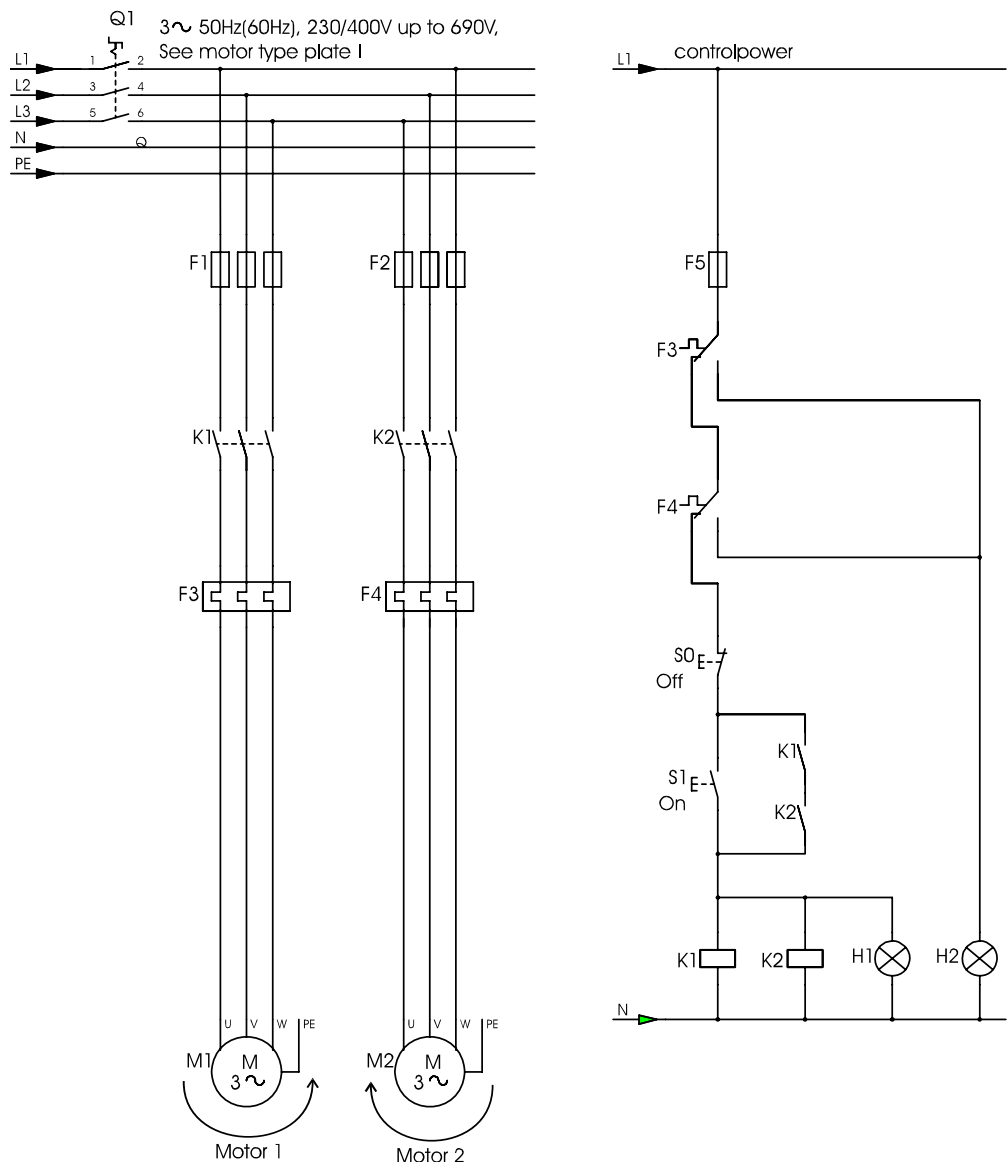 Q1
3~ 50Hz(60Hz), 230/400V up to 690V,
See motor type plate I
L1 1 2
L2 3 4
L3 5 6
N Q
PE
F1 F2
K1 K2
F3 F4
U V W PE U V W PE
M1 M 3~ M2 M 3~
Motor 1 Motor 2
L1 controlpower
F5
F3
F4
S0
Off
K1
S1
On
K2
K1 K2 H1 H2
N